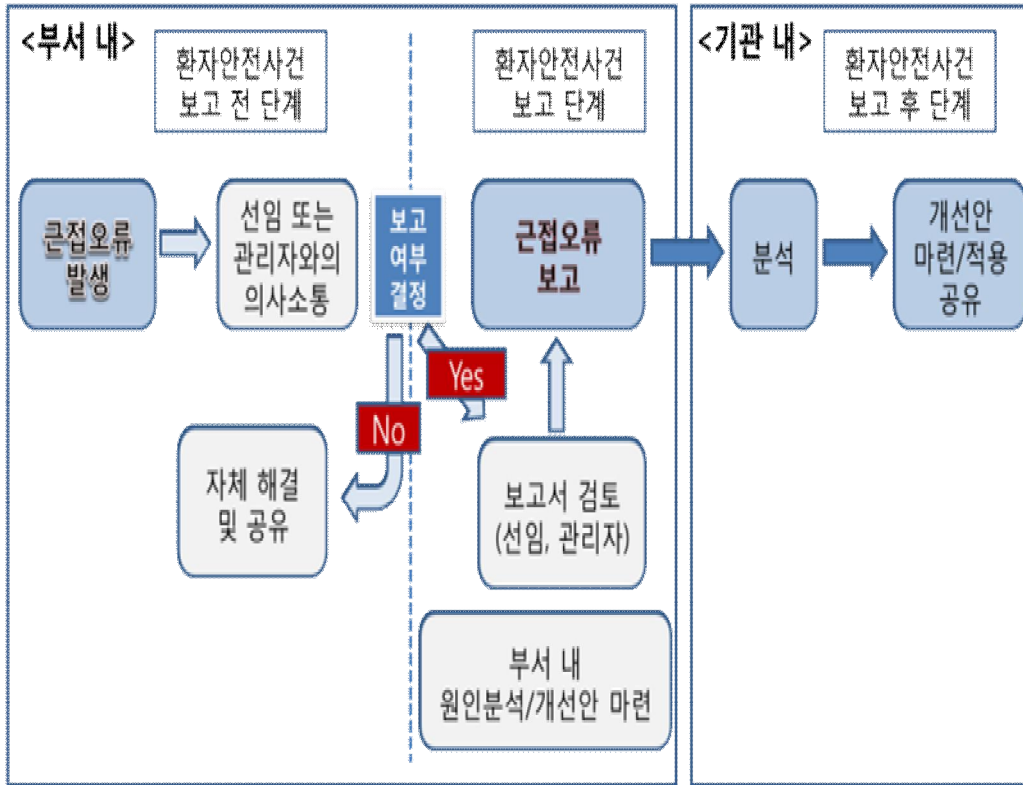 <부서 내>
환자안전사건
보고 전 단계
환자안전사건
보고 단계
<기관 내>
환자안전사건
보고 후 단계
근접오류
발생
선임 또는
관리자와의
의사소통
보고
여부
결정
근접오류
보고
분석
개선안
마련/적용
공유
Yes
No
자체 해결
및 공유
보고서 검토
(선임, 관리자)
부서 내
원인분석/개선안 마련